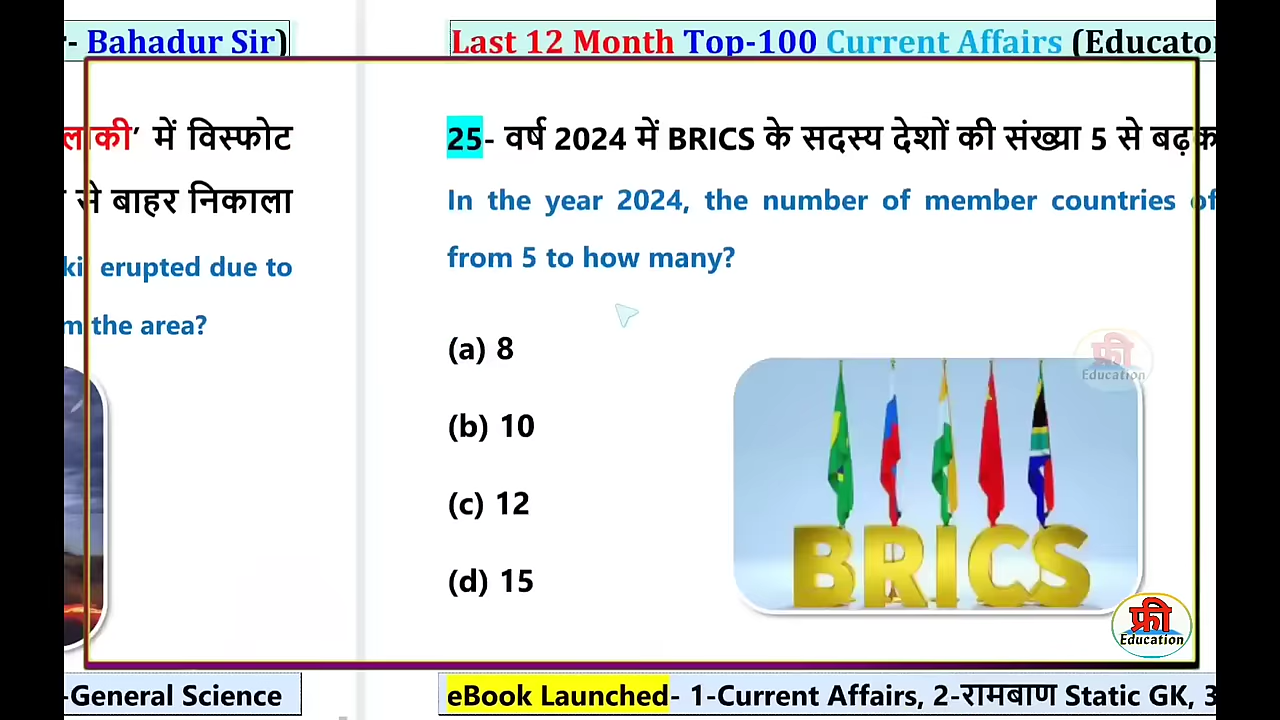 - Bahadur Sir)
लाकी’ में विस्फोट
से बाहर निकाला
erupted due to
the area?
-General Science
Last 12 Month Top-100 Current Affairs (Educator
25- वर्ष 2024 में BRICS के सदस्य देशों की संख्या 5 से बढ़क
In the year 2024, the number of member countries of
from 5 to how many?
(a) 8
(b) 10
(c) 12
(d) 15
BRICS
फ्री
Education
फ्री
Education
eBook Launched- 1-Current Affairs, 2-रामबाण Static GK, 3